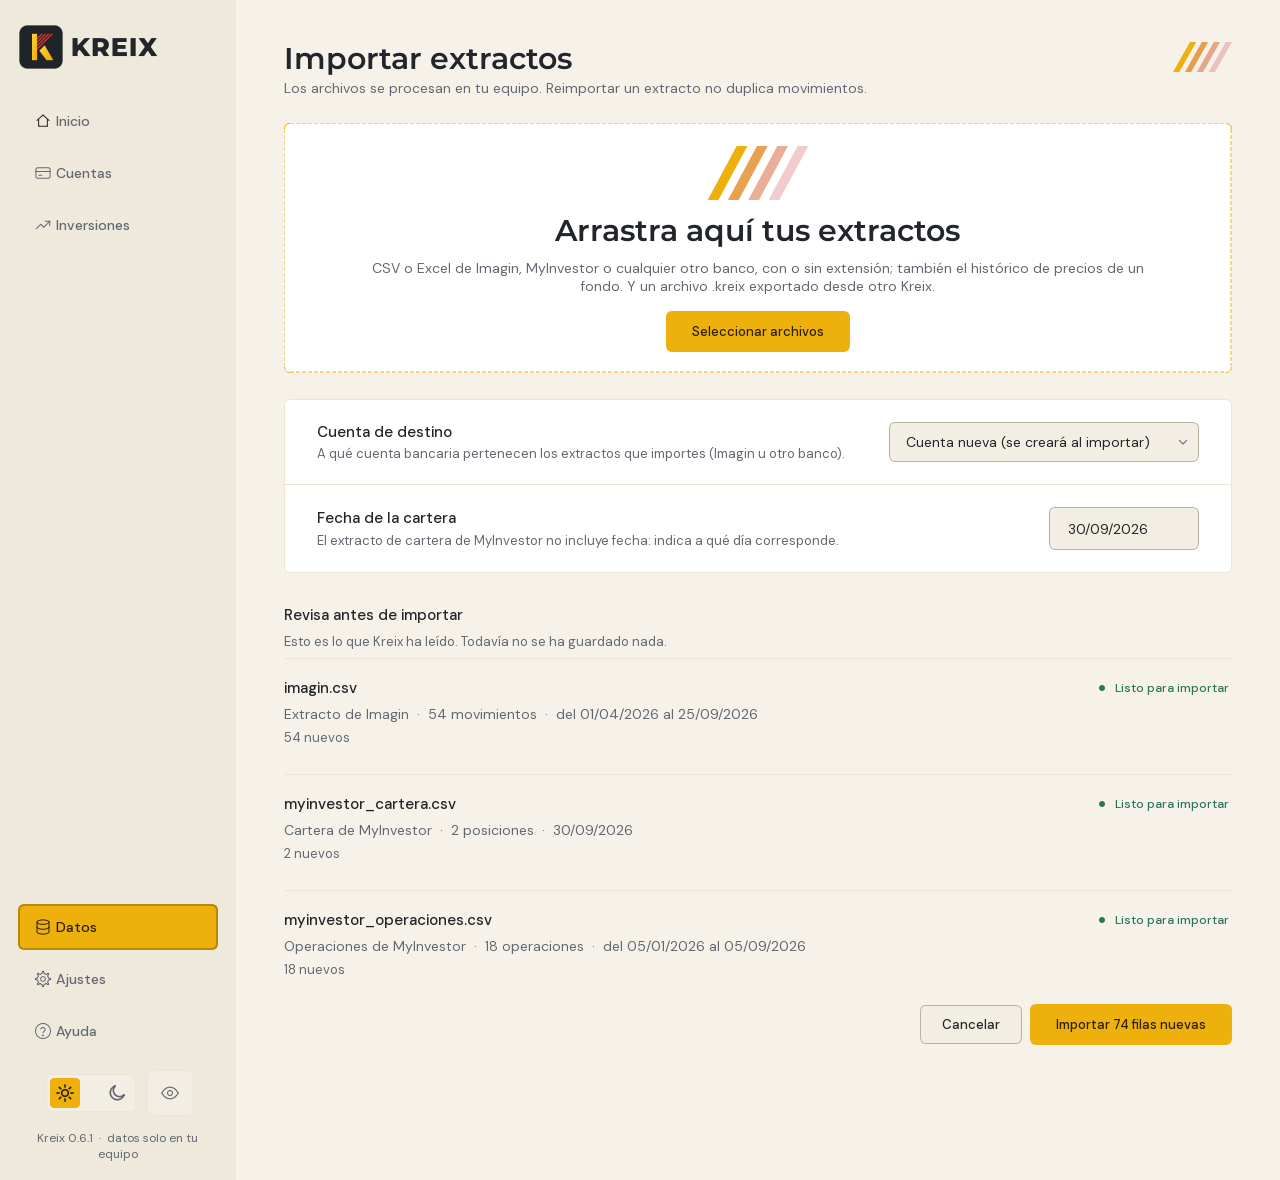 KREIX
Inicio
Cuentas
Inversiones
Datos
Ajustes
Ayuda
Kreix 0.6.1 · datos solo en tu
equipo
Importar extractos
Los archivos se procesan en tu equipo. Reimportar un extracto no duplica movimientos.
Arrastra aquí tus extractos
CSV o Excel de Imagin, MyInvestor o cualquier otro banco, con o sin extensión; también el histórico de precios de un
fondo. Y un archivo .kreix exportado desde otro Kreix.
Seleccionar archivos
Cuenta de destino
A qué cuenta bancaria pertenecen los extractos que importes (Imagin u otro banco).
Cuenta nueva (se creará al importar)
Fecha de la cartera
El extracto de cartera de MyInvestor no incluye fecha: indica a qué día corresponde.
30/09/2026
Revisa antes de importar
Esto es lo que Kreix ha leído. Todavía no se ha guardado nada.
imagin.csv
Listo para importar
Extracto de Imagin · 54 movimientos · del 01/04/2026 al 25/09/2026
54 nuevos
myinvestor_cartera.csv
Listo para importar
Cartera de MyInvestor · 2 posiciones · 30/09/2026
2 nuevos
myinvestor_operaciones.csv
Listo para importar
Operaciones de MyInvestor · 18 operaciones · del 05/01/2026 al 05/09/2026
18 nuevos
Cancelar
Importar 74 filas nuevas